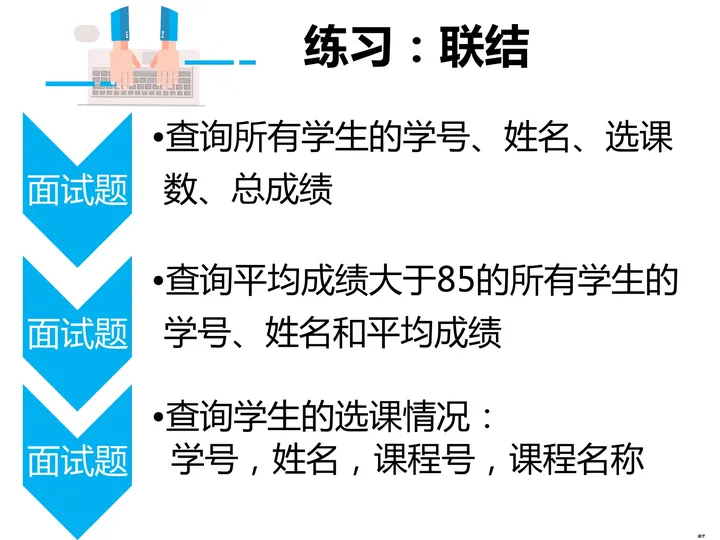 练习：联结
•查询所有学生的学号、姓名、选课
数、总成绩
面试题
•查询平均成绩大于85的所有学生的
学号、姓名和平均成绩
面试题
•查询学生的选课情况：
学号，姓名，课程号，课程名称
面试题